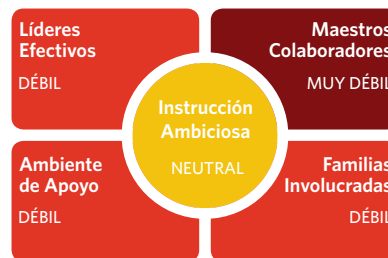 Líderes
Efectivos
DÉBIL
Maestros
Colaboradores
MUY DÉBIL
Instrucción
Ambiciosa
NEUTRAL
Ambiente
de Apoyo
DÉBIL
Familias
Involucradas
DÉBIL